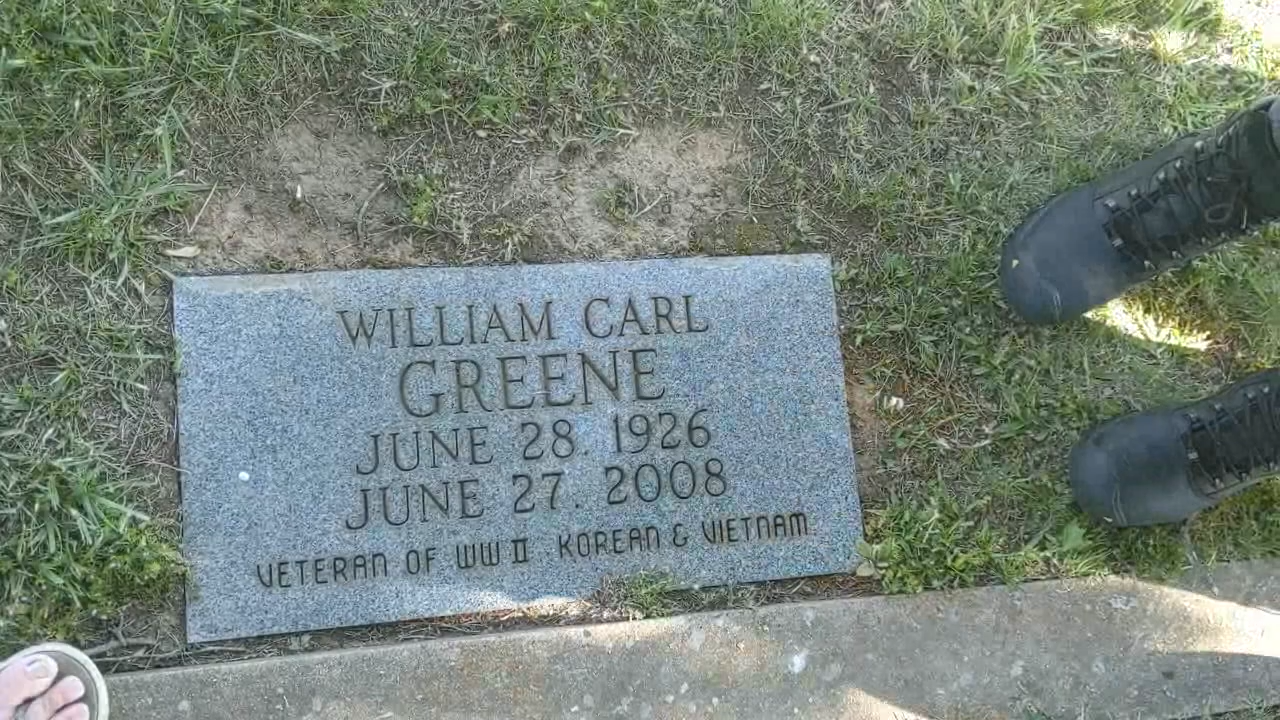 WILLIAM CARL
GREENE
JUNE 28. 1926
JUNE 27. 2008
VETERAN OF WW II KOREAN & VIETNAM